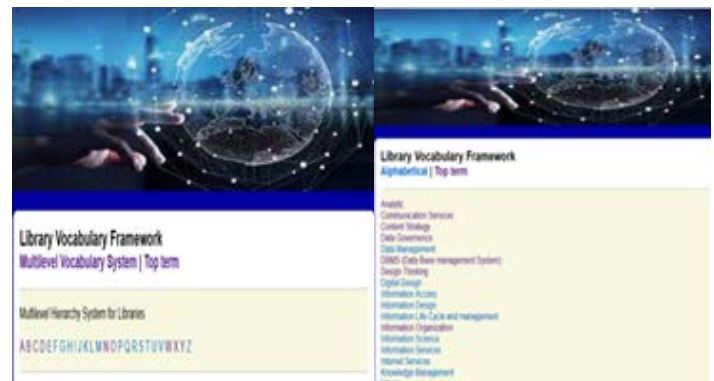 Library Vocabulary Framework
Multilevel Vocabulary System | Top term
Multilevel Hierarchy System for Libraries
A B C D E F G H I J K L M N O P Q R S T U V W X Y Z
Library Vocabulary Framework
Alphabetical | Top term
Analytic
Communication Services
Content Strategy
Data Governence
Data Management
DBMS (Data Base management System)
Design Thinking
Digital Design
Information Access
Information Design
Information Life-Cycle and management
Information Organization
Information Science
Information Services
Internet Services
Knowledge Management